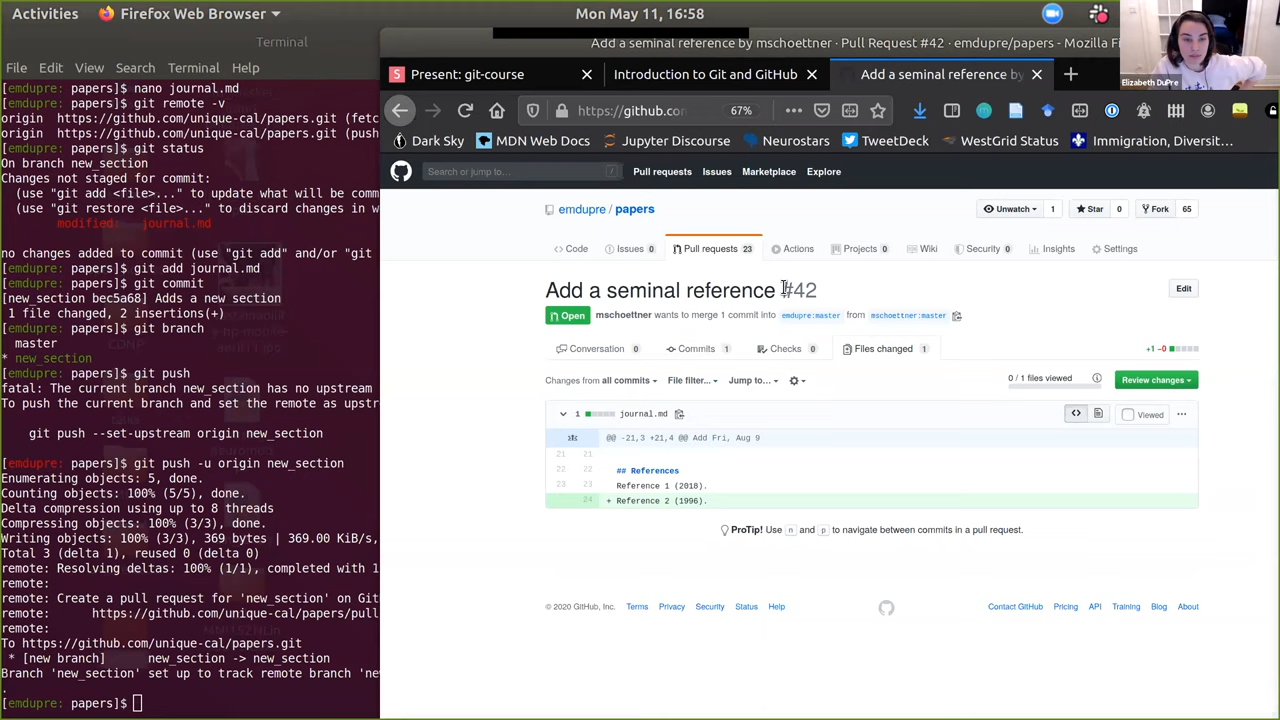 Activities Firefox Web Browser Mon May 11, 16:58
Terminal
File Edit View Search Terminal Help
[emdupre: papers]$ nano journal.md
[emdupre: papers]$ git remote -v
origin https://github.com/unique-cal/papers.git (fetc
origin https://github.com/unique-cal/papers.git (push
[emdupre: papers]$ git status
On branch new_section
Changes not staged for commit:
(use "git add <file>..." to update what will be comm
(use "git restore <file>..." to discard changes in w
modified: journal.md
no changes added to commit (use "git add" and/or "git
[emdupre: papers]$ git add journal.md
[emdupre: papers]$ git commit
[new_section bec5a68] Adds a new section
1 file changed, 2 insertions(+)
[emdupre: papers]$ git branch
master
* new_section
[emdupre: papers]$ git push
fatal: The current branch new_section has no upstream
To push the current branch and set the remote as upstr
git push --set-upstream origin new_section
[emdupre: papers]$ git push -u origin new_section
Enumerating objects: 5, done.
Counting objects: 100% (5/5), done.
Delta compression using up to 8 threads
Compressing objects: 100% (3/3), done.
Writing objects: 100% (3/3), 369 bytes | 369.00 KiB/s,
Total 3 (delta 1), reused 0 (delta 0)
remote: Resolving deltas: 100% (1/1), completed with 1
remote:
remote: Create a pull request for 'new_section' on Git
remote: https://github.com/unique-cal/papers/pull
remote:
To https://github.com/unique-cal/papers.git
* [new branch] new_section -> new_section
Branch 'new_section' set up to track remote branch 'new
.
[emdupre: papers]$
Add a seminal reference by mschoettner · Pull Request #42 · emdupre/papers - Mozilla Fi
Elizabeth DuPre
Present: git-course Introduction to Git and GitHub Add a seminal reference by
https://github.co 67%
Dark Sky MDN Web Docs Jupyter Discourse Neurostars TweetDeck WestGrid Status Immigration, Diversit...
Search or jump to... / Pull requests Issues Marketplace Explore
emdupre / papers Unwatch 1 Star 0 Fork 65
Code Issues 0 Pull requests 23 Actions Projects 0 Wiki Security 0 Insights Settings
Add a seminal reference #42 Edit
Open mschoettner wants to merge 1 commit into emdupre:master from mschoettner:master
Conversation 0 Commits 1 Checks 0 Files changed 1 +1 −0
Changes from all commits File filter... Jump to... 0 / 1 files viewed Review changes
1 journal.md Viewed
@@ -21,3 +21,4 @@ Add Fri, Aug 9
21 21
22 22 ## References
23 23 Reference 1 (2018).
24 + Reference 2 (1996).
ProTip! Use n and p to navigate between commits in a pull request.
© 2020 GitHub, Inc. Terms Privacy Security Status Help Contact GitHub Pricing API Training Blog About